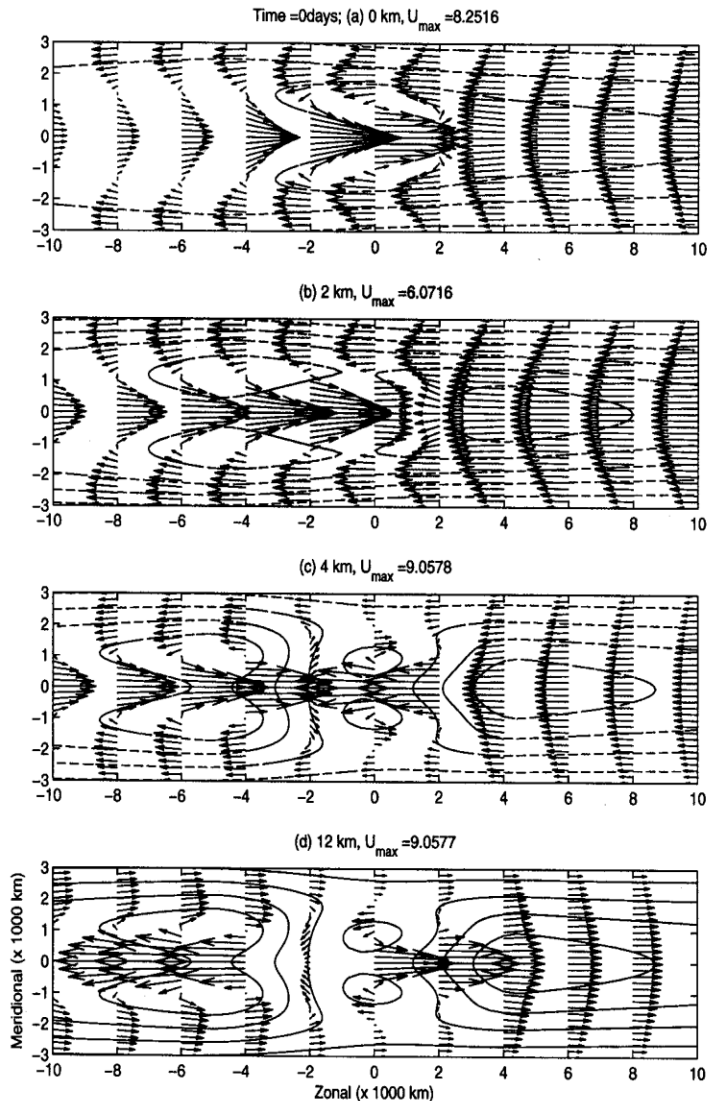 Time =0days; (a) 0 km, Umax =8.2516
3
2
1
0
-1
-2
-3
-10 -8 -6 -4 -2 0 2 4 6 8 10
(b) 2 km, Umax =6.0716
3
2
1
0
-1
-2
-3
-10 -8 -6 -4 -2 0 2 4 6 8 10
(c) 4 km, Umax =9.0578
3
2
1
0
-1
-2
-3
-10 -8 -6 -4 -2 0 2 4 6 8 10
(d) 12 km, Umax =9.0577
Meridional (x 1000 km)
3
2
1
0
-1
-2
-3
-10 -8 -6 -4 -2 0 2 4 6 8 10
Zonal (x 1000 km)